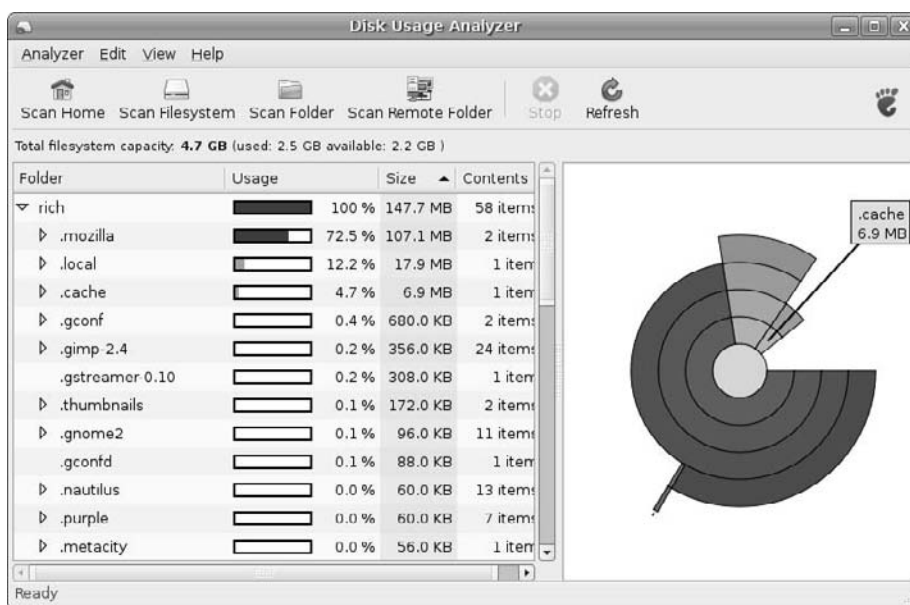 Disk Usage Analyzer
Analyzer Edit View Help
Scan Home Scan Filesystem Scan Folder Scan Remote Folder Stop Refresh
Total filesystem capacity: 4.7 GB (used: 2.5 GB available: 2.2 GB )
Folder Usage Size Contents
rich 100 % 147.7 MB 58 items
.mozilla 72.5 % 107.1 MB 2 items
.local 12.2 % 17.9 MB 1 item
.cache 4.7 % 6.9 MB 1 item
.gconf 0.4 % 680.0 KB 2 items
.gimp-2.4 0.2 % 356.0 KB 24 items
.gstreamer-0.10 0.2 % 308.0 KB 1 item
.thumbnails 0.1 % 172.0 KB 2 items
.gnome2 0.1 % 96.0 KB 11 items
.gconfd 0.1 % 88.0 KB 1 item
.nautilus 0.0 % 60.0 KB 13 items
.purple 0.0 % 60.0 KB 7 items
.metacity 0.0 % 56.0 KB 1 item
.cache
6.9 MB
Ready